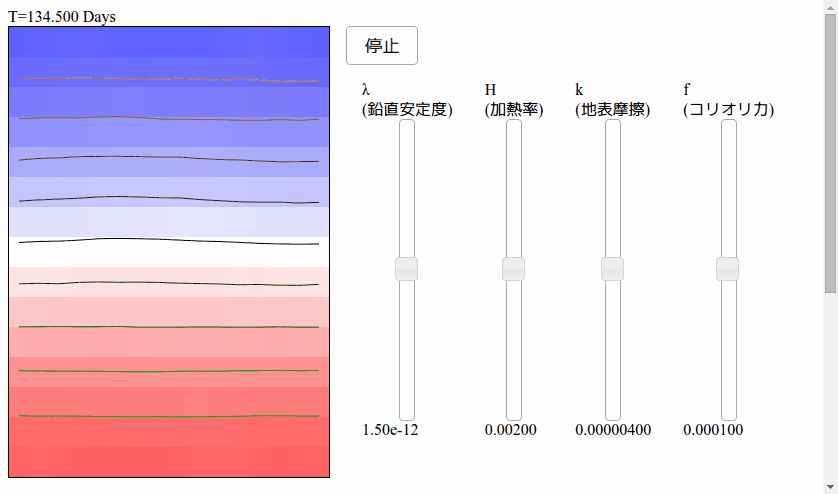 T=134.500 Days
停止
λ
(鉛直安定度)
H
(加熱率)
k
(地表摩擦)
f
(コリオリ力)
1.50e-12
0.00200
0.00000400
0.000100